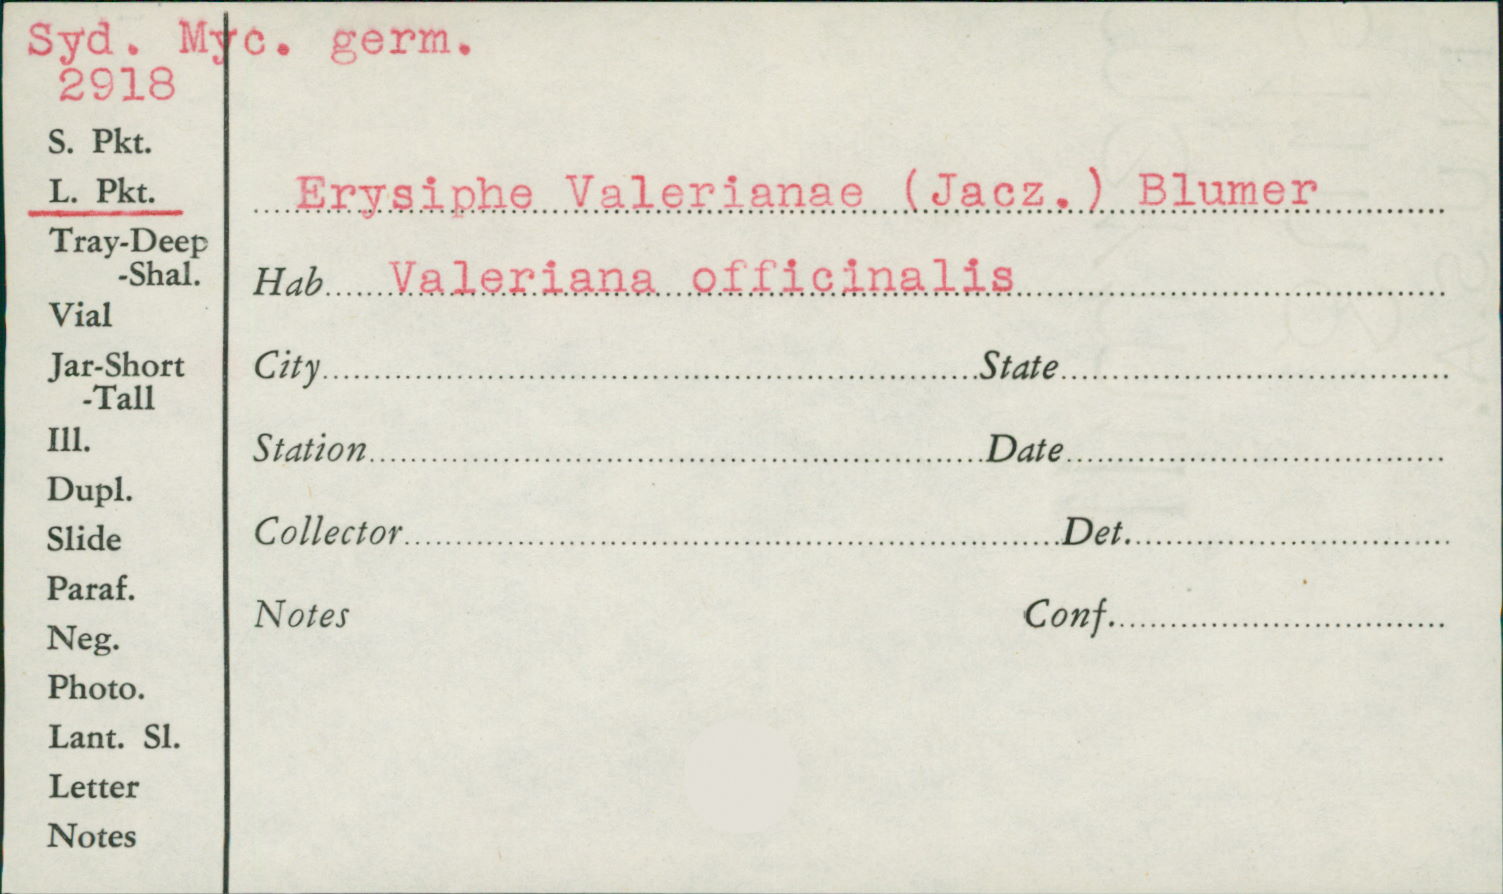 Syd. Myc. germ.
2918
S. Pkt.
L. Pkt.
Tray-Deep
-Shal.
Vial
Jar-Short
-Tall
Ill.
Dupl.
Slide
Paraf.
Neg.
Photo.
Lant. Sl.
Letter
Notes
Erysiphe Valerianae (Jacz.) Blumer
Hab Valeriana officinalis
City State
Station Date
Collector Det.
Notes Conf.